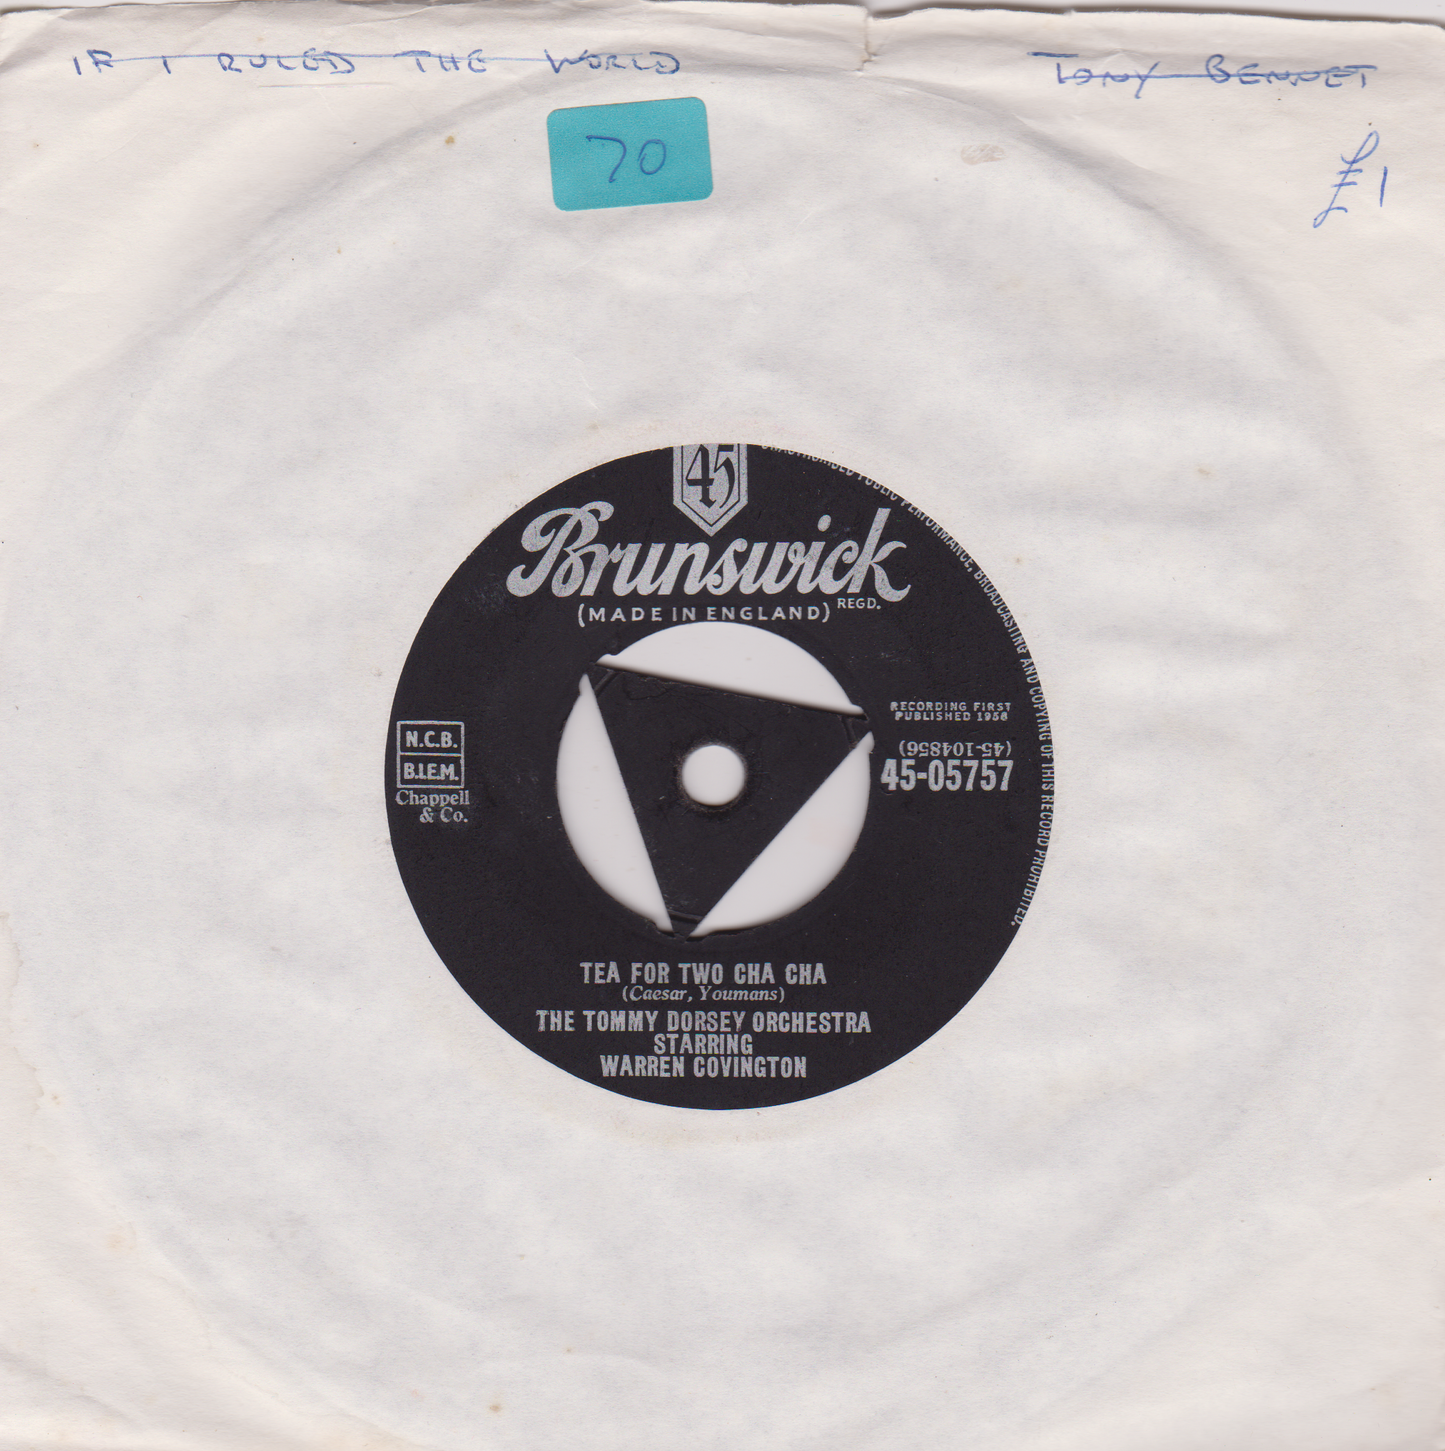 IF I RULED THE WORLD
TONY BENNET
70
£1
45
Brunswick
REGD.
(MADE IN ENGLAND)
UNAUTHORISED PUBLIC PERFORMANCE, BROADCASTING AND COPYING OF THIS RECORD PROHIBITED.
N.C.B.
B.I.E.M.
Chappell
& Co.
RECORDING FIRST
PUBLISHED 1958
(45-104856)
45-05757
TEA FOR TWO CHA CHA
(Caesar, Youmans)
THE TOMMY DORSEY ORCHESTRA
STARRING
WARREN COVINGTON